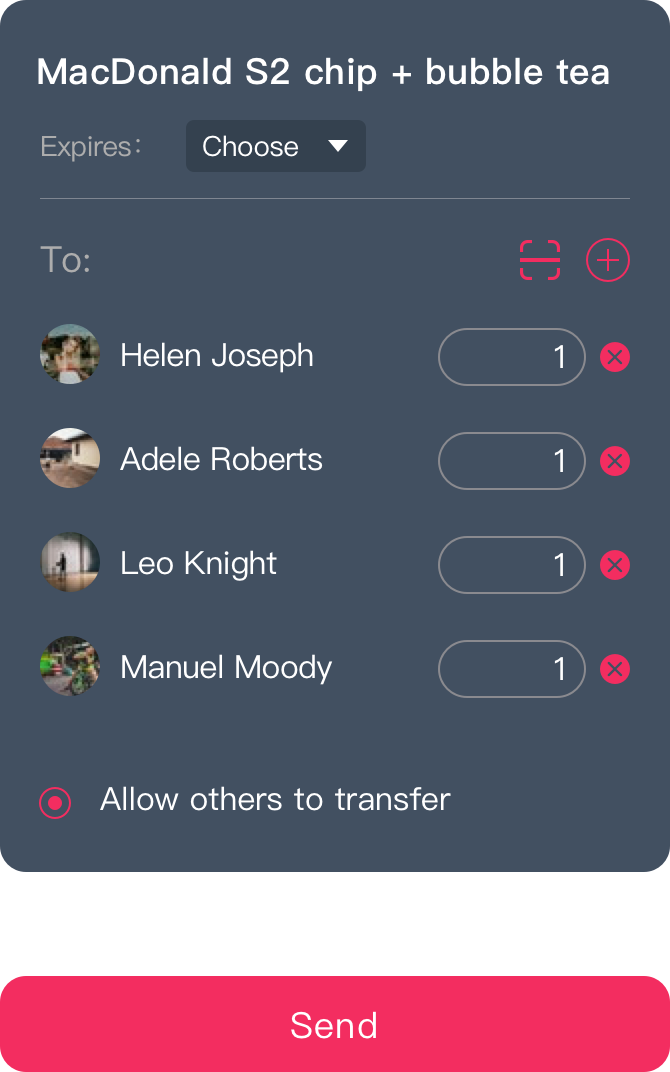 MacDonald S2 chip + bubble tea
Expires: Choose
To:
Helen Joseph 1
Adele Roberts 1
Leo Knight 1
Manuel Moody 1
Allow others to transfer
Send